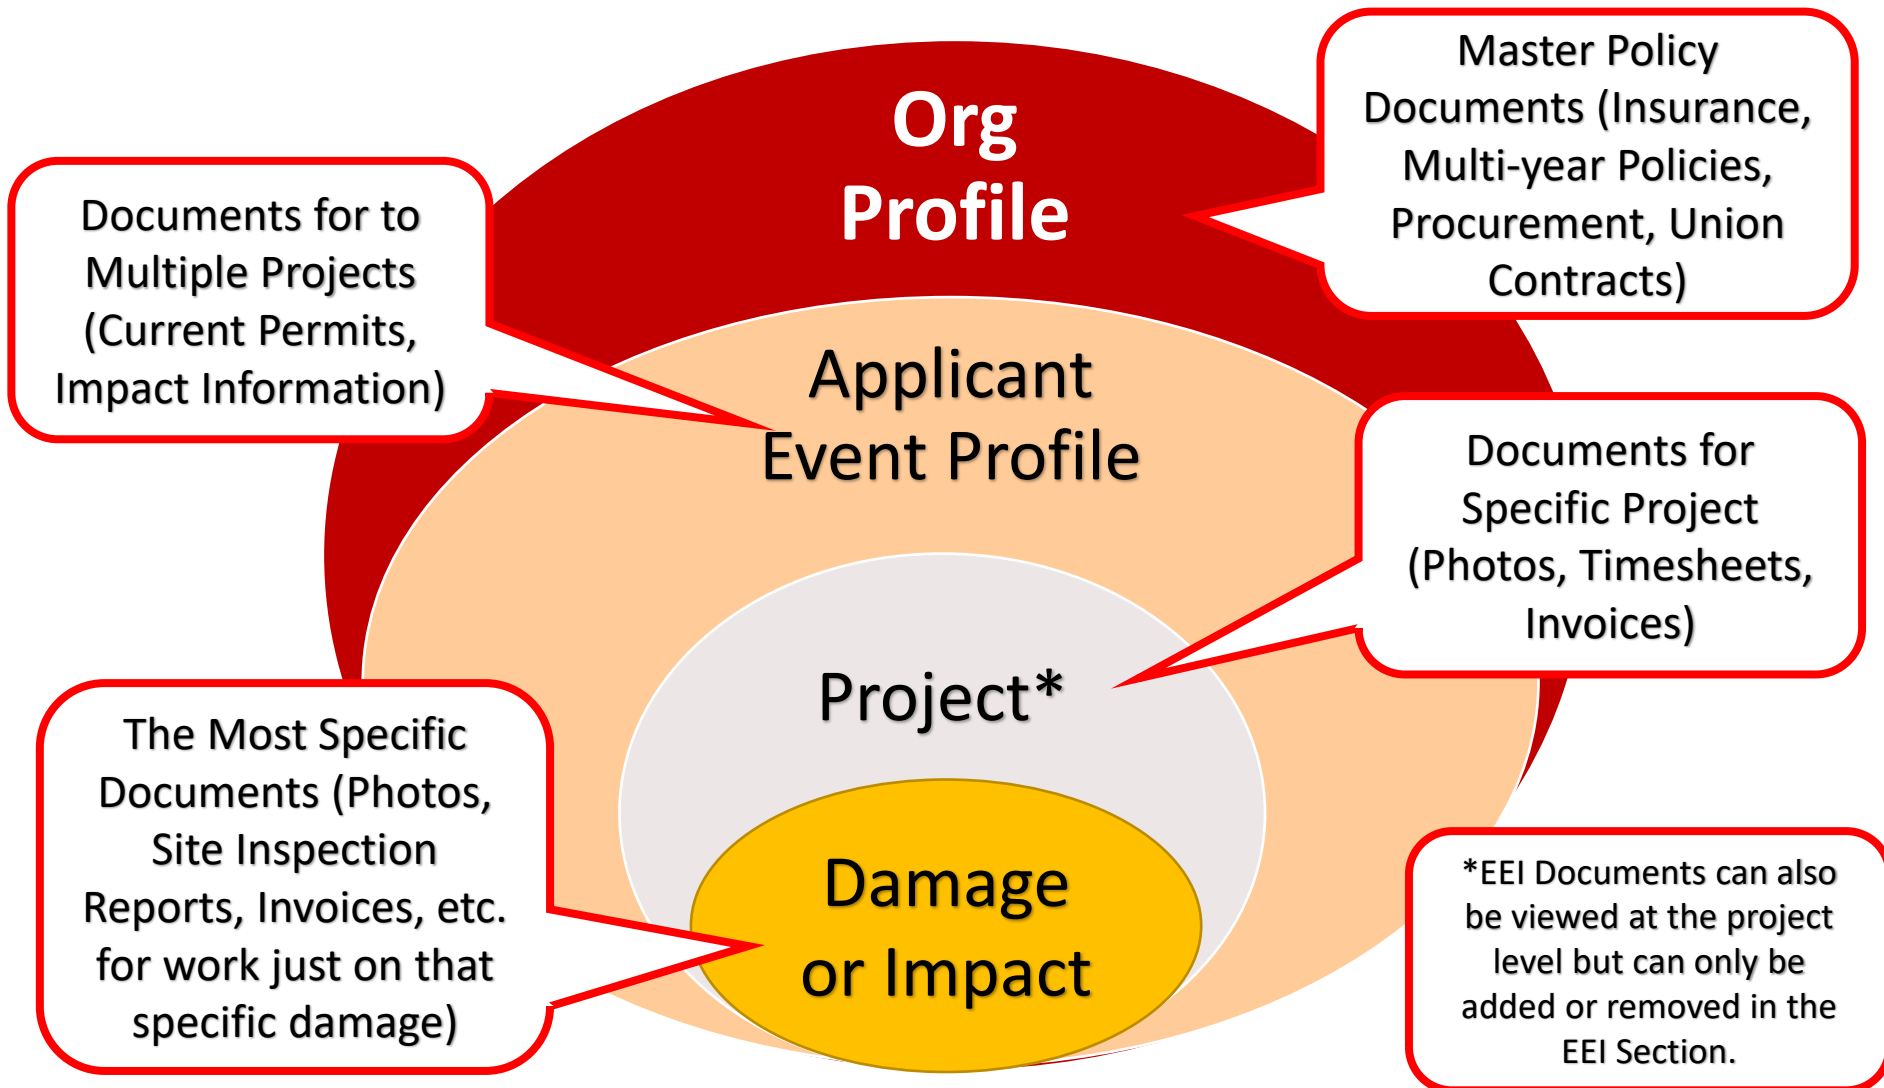 Org
Profile
Master Policy
Documents (Insurance,
Multi-year Policies,
Procurement, Union
Contracts)
Documents for to
Multiple Projects
(Current Permits,
Impact Information)
Applicant
Event Profile
Documents for
Specific Project
(Photos, Timesheets,
Invoices)
Project*
The Most Specific
Documents (Photos,
Site Inspection
Reports, Invoices, etc.
for work just on that
specific damage)
Damage
or Impact
*EEI Documents can also
be viewed at the project
level but can only be
added or removed in the
EEI Section.